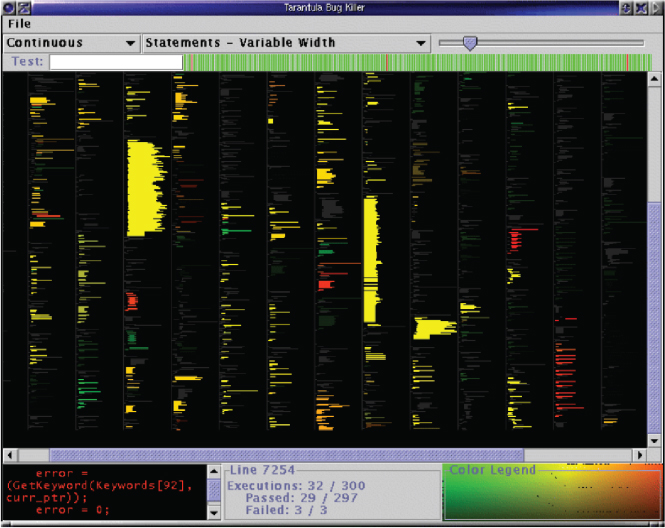 Tarantula Bug Killer
File
Continuous
Statements - Variable Width
Test:
error =
(GetKeyword(Keywords[92],
curr_ptr));
error = 0;
Line 7254
Executions: 32 / 300
Passed: 29 / 297
Failed: 3 / 3
Color Legend